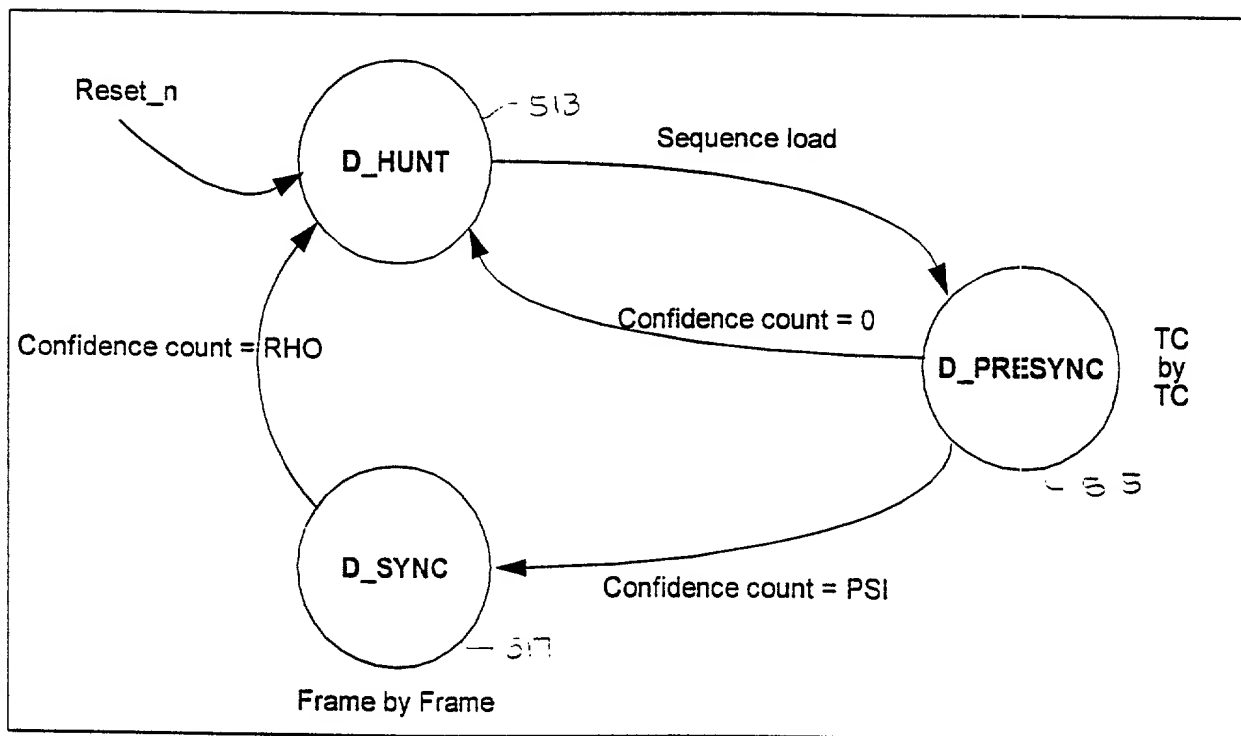 Reset_n
513
D_HUNT
Sequence load
Confidence count = 0
Confidence count = RHO
D_PRESYNC
TC
by
TC
D_SYNC
Confidence count = PSI
517
Frame by Frame